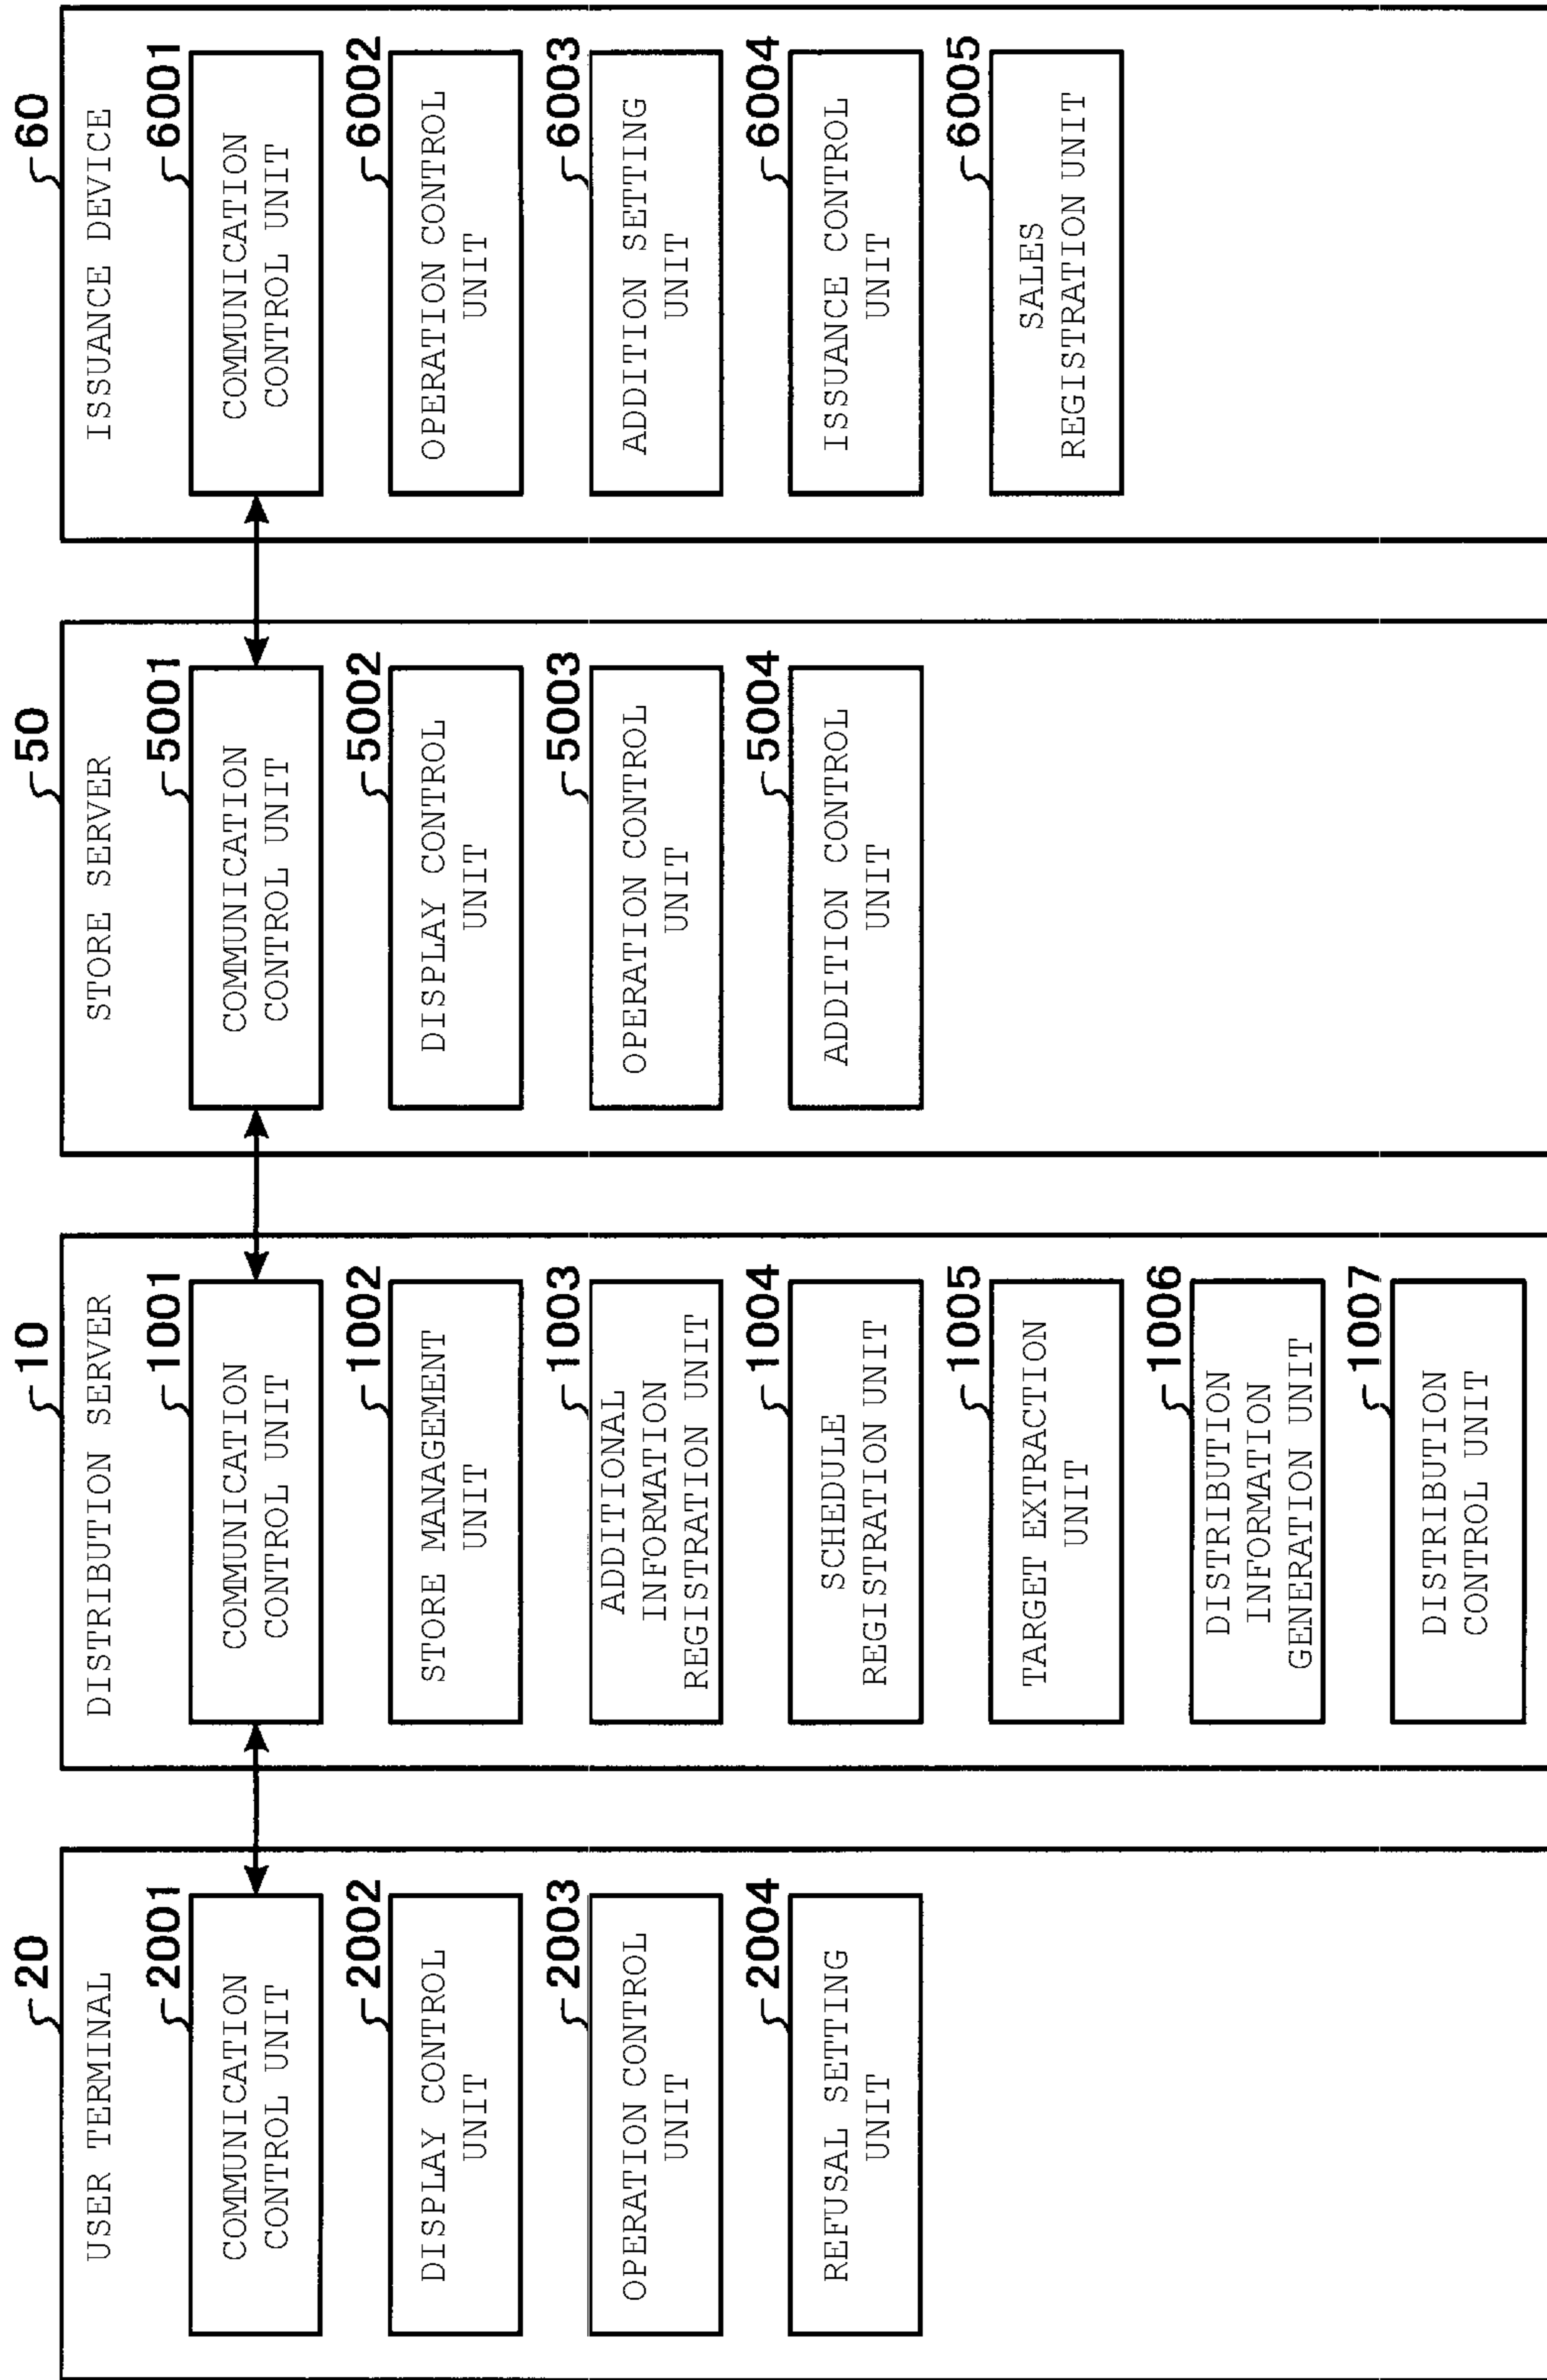 20
USER TERMINAL
2001
COMMUNICATION
CONTROL UNIT
2002
DISPLAY CONTROL
UNIT
2003
OPERATION CONTROL
UNIT
2004
REFUSAL SETTING
UNIT
10
DISTRIBUTION SERVER
1001
COMMUNICATION
CONTROL UNIT
1002
STORE MANAGEMENT
UNIT
1003
ADDITIONAL
INFORMATION
REGISTRATION UNIT
1004
SCHEDULE
REGISTRATION UNIT
1005
TARGET EXTRACTION
UNIT
1006
DISTRIBUTION
INFORMATION
GENERATION UNIT
1007
DISTRIBUTION
CONTROL UNIT
50
STORE SERVER
5001
COMMUNICATION
CONTROL UNIT
5002
DISPLAY CONTROL
UNIT
5003
OPERATION CONTROL
UNIT
5004
ADDITION CONTROL
UNIT
60
ISSUANCE DEVICE
6001
COMMUNICATION
CONTROL UNIT
6002
OPERATION CONTROL
UNIT
6003
ADDITION SETTING
UNIT
6004
ISSUANCE CONTROL
UNIT
6005
SALES
REGISTRATION UNIT